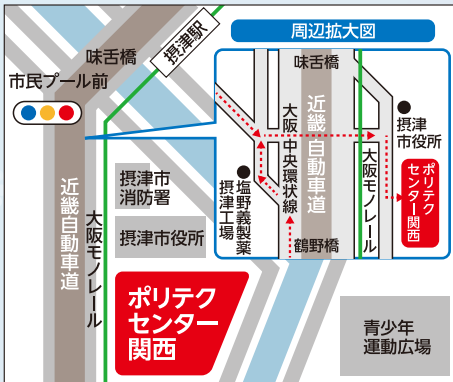 味舌橋
摂津駅
市民プール前
近畿自動車道
大阪モノレール
摂津市
消防署
摂津市役所
ポリテク
センター
関西
青少年
運動広場
周辺拡大図
味舌橋
大阪中央環状線
近畿自動車道
大阪モノレール
摂津
市役所
ポリテク
センター関西
塩野義製薬
摂津工場
鶴野橋